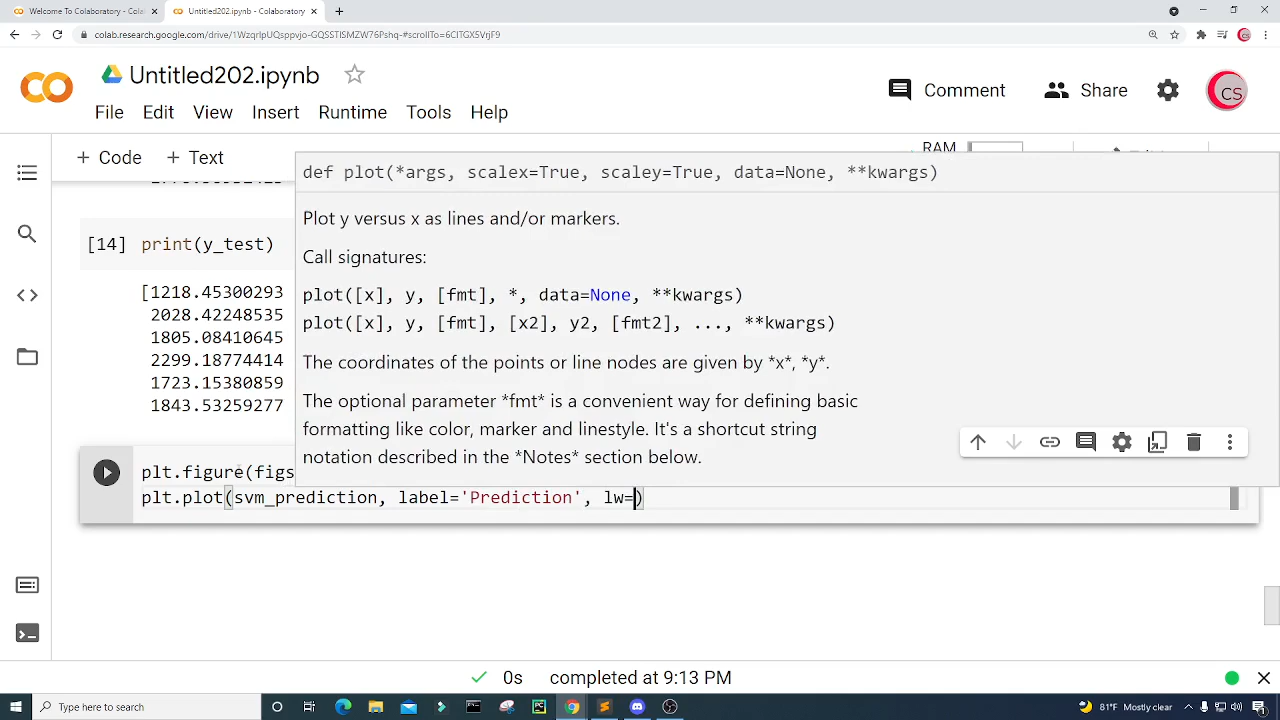 Welcome To Colaboratory - Colal
Untitled202.ipynb - Colaboratory
colab.research.google.com/drive/1WzqrIpUQsppvjo-GQSSTISMZW76Pshq-#scrollTo=6CITGX5VrjF9
CO Untitled202.ipynb
Comment Share CS
File Edit View Insert Runtime Tools Help
+ Code + Text
RAM
def plot(*args, scalex=True, scaley=True, data=None, **kwargs)
Plot y versus x as lines and/or markers.
[14] print(y_test)
Call signatures:
[1218.45300293
plot([x], y, [fmt], *, data=None, **kwargs)
2028.42248535
plot([x], y, [fmt], [x2], y2, [fmt2], ..., **kwargs)
1805.08410645
2299.18774414
The coordinates of the points or line nodes are given by *x*, *y*.
1723.15380859
1843.53259277
The optional parameter *fmt* is a convenient way for defining basic
formatting like color, marker and linestyle. It's a shortcut string
notation described in the *Notes* section below.
plt.figure(figs
plt.plot(svm_prediction, label='Prediction', lw=)
0s completed at 9:13 PM
Type here to search
81°F Mostly clear
9:13 PM